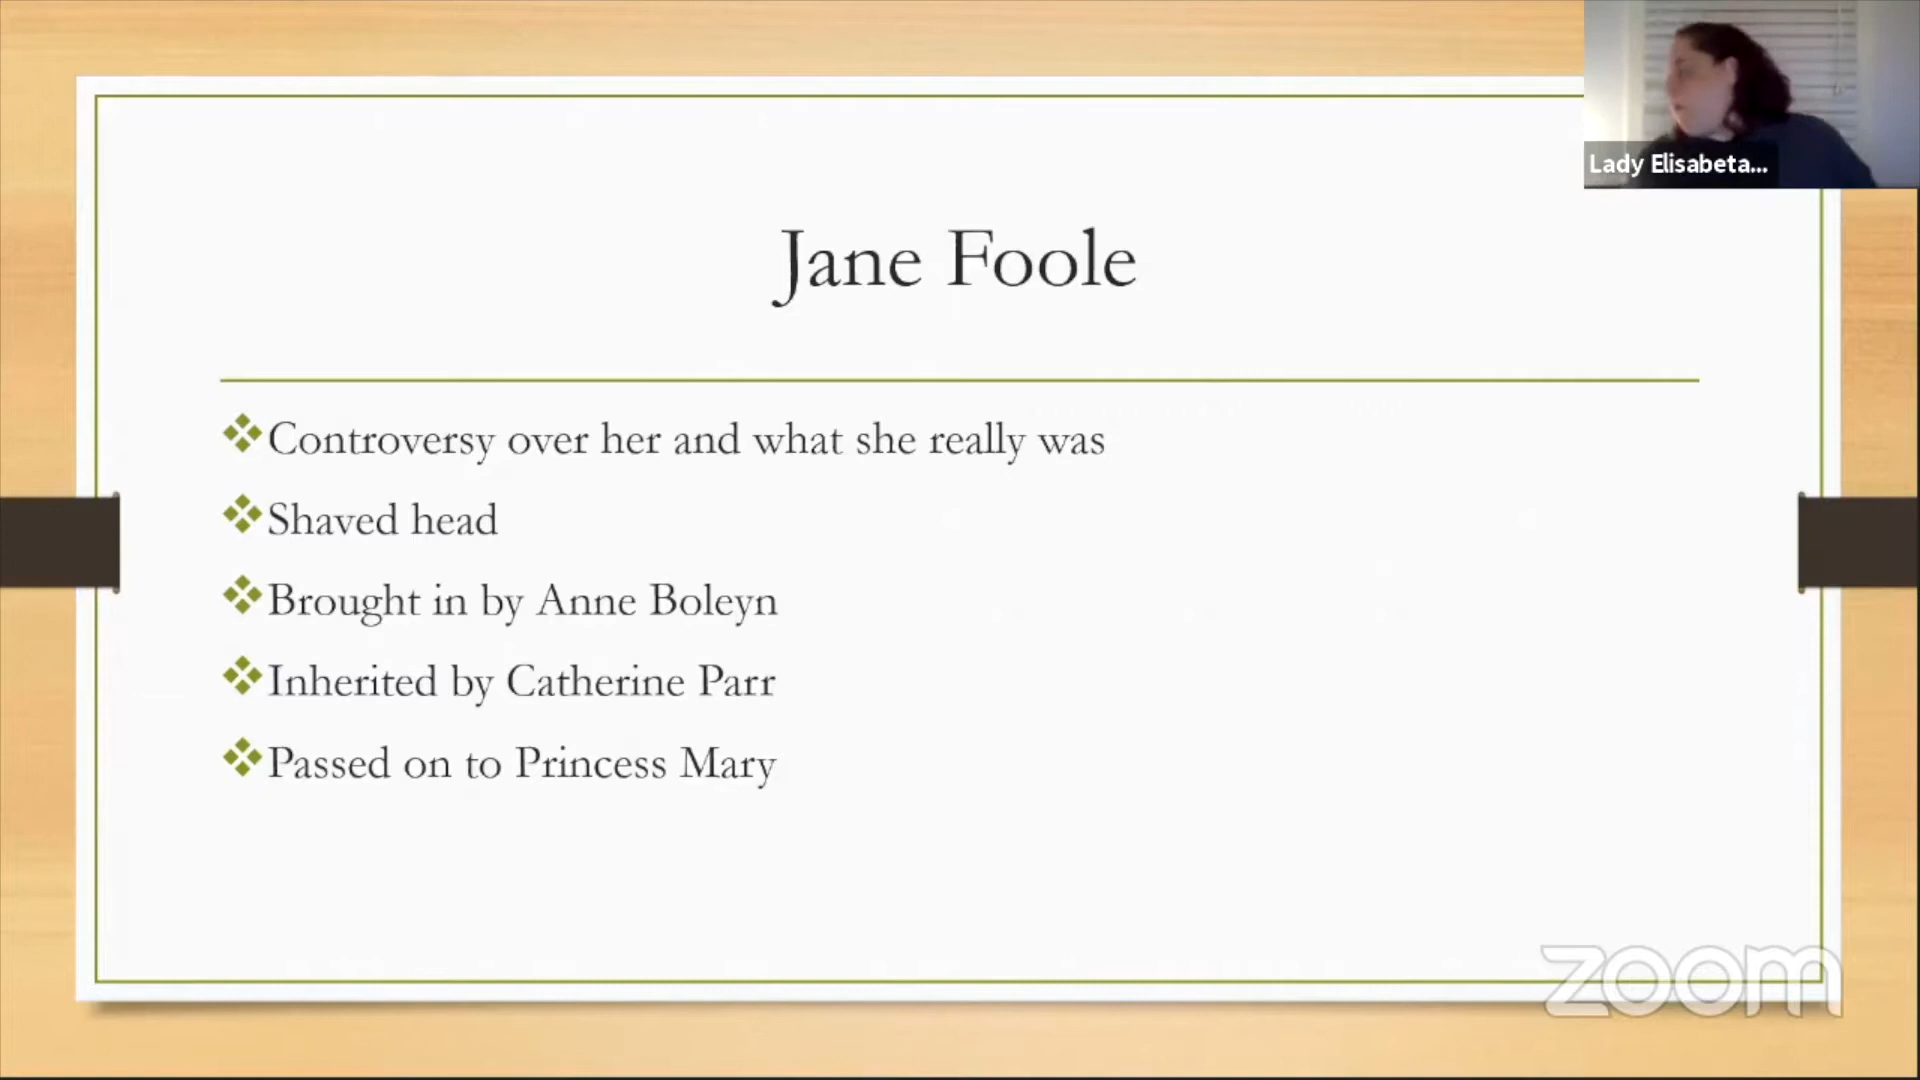 Lady Elisabeta...
Jane Foole
Controversy over her and what she really was
Shaved head
Brought in by Anne Boleyn
Inherited by Catherine Parr
Passed on to Princess Mary
zoom